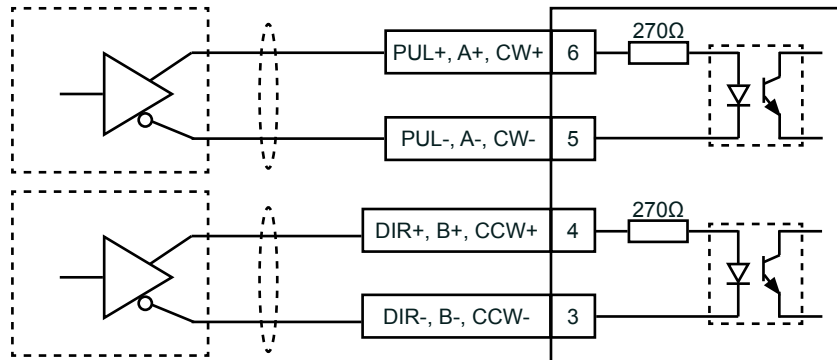 270Ω
PUL+, A+, CW+ 6
PUL-, A-, CW- 5
270Ω
DIR+, B+, CCW+ 4
DIR-, B-, CCW- 3